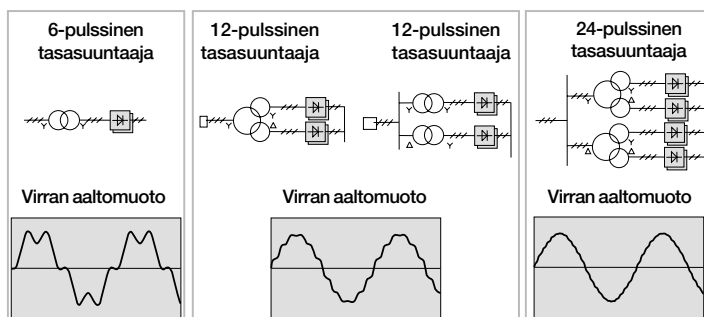 6-pulssinen
tasasuuntaaja
12-pulssinen
tasasuuntaaja
12-pulssinen
tasasuuntaaja
24-pulssinen
tasasuuntaaja
Virran aaltomuoto
Virran aaltomuoto
Virran aaltomuoto